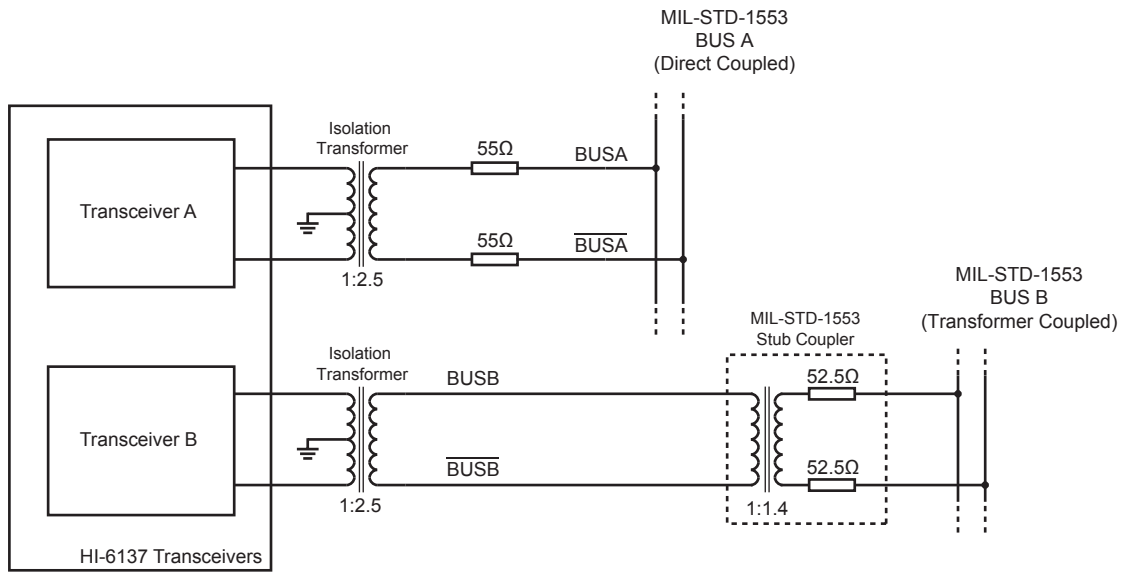 MIL-STD-1553
BUS A
(Direct Coupled)
Isolation
Transformer
55Ω
BUSA
Transceiver A
55Ω
B̅U̅S̅A̅
1:2.5
MIL-STD-1553
BUS B
(Transformer Coupled)
MIL-STD-1553
Stub Coupler
Isolation
Transformer
BUSB
52.5Ω
Transceiver B
B̅U̅S̅B̅
52.5Ω
1:2.5
1:1.4
HI-6137 Transceivers